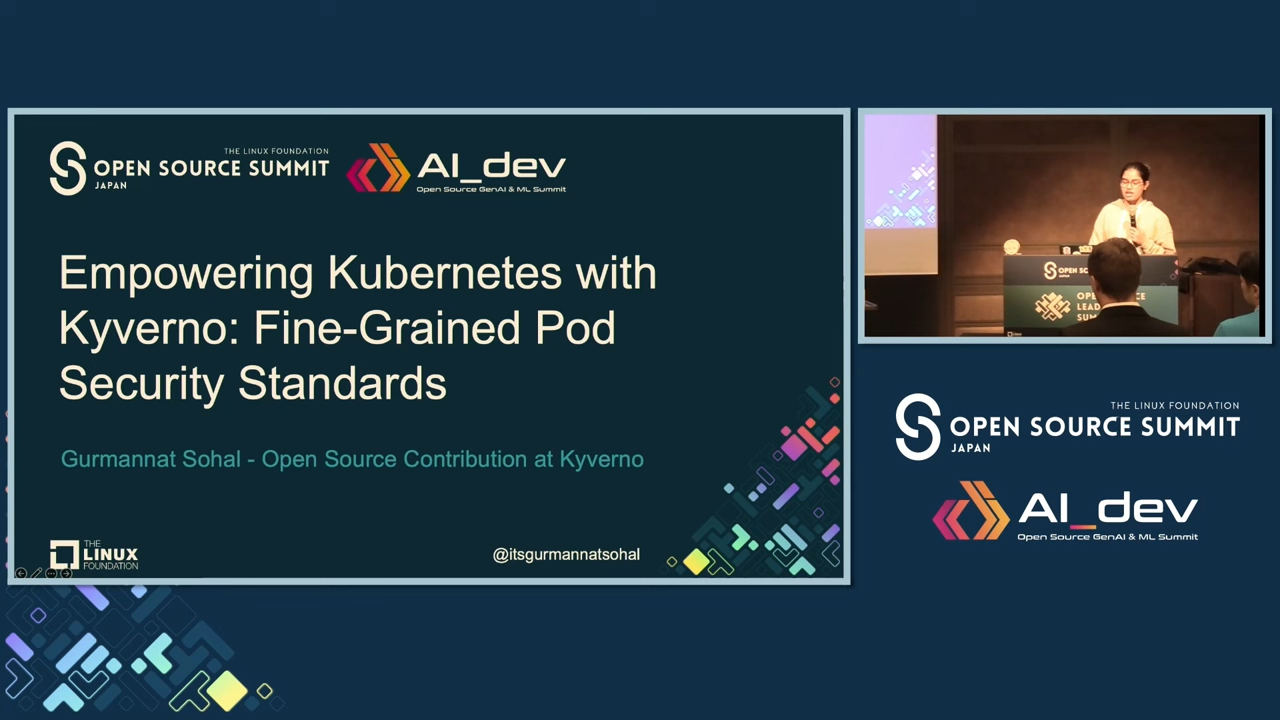 THE LINUX FOUNDATION
OPEN SOURCE SUMMIT
JAPAN
AI_dev
Open Source GenAI & ML Summit
Empowering Kubernetes with
Kyverno: Fine-Grained Pod
Security Standards
Gurmannat Sohal - Open Source Contribution at Kyverno
THE
LINUX
FOUNDATION
@itsgurmannatsohal
THE LINUX FOUNDATION
OPEN SOURCE SUMMIT
JAPAN
AI_dev
Open Source GenAI & ML Summit